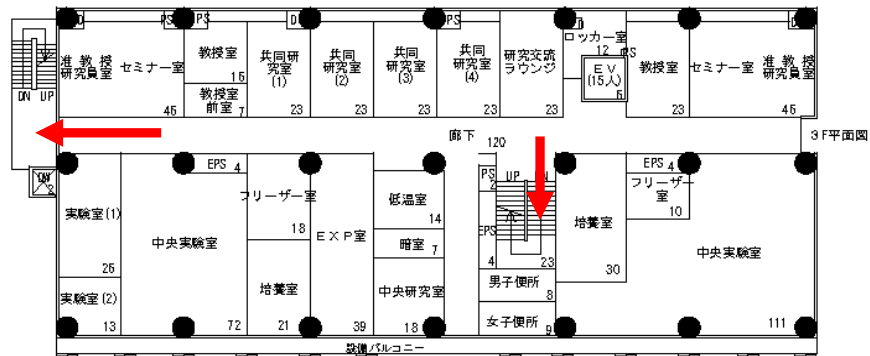 D
PS
PS
D
PS
D
ロッカー室
12
PS
D
准教授
研究員室
セミナー室
46
教授室
16
教授室
前室
7
共同研
究室
(1)
23
共同
研究室
(2)
23
共同
研究室
(3)
23
共同
研究室
(4)
23
研究交流
ラウンジ
23
EV
(15人)
6
教授室
23
セミナー室
准教授
研究員室
46
DN UP
廊下
120
3F平面図
DW
実験室(1)
26
実験室(2)
13
EPS 4
中央実験室
72
フリーザー室
18
培養室
21
EXP室
39
低温室
14
暗室
7
中央研究室
18
PS
2
UP
DN
EPS
4
23
男子便所
8
女子便所
9
培養室
30
EPS 4
フリーザー
室
10
中央実験室
111
設備バルコニー